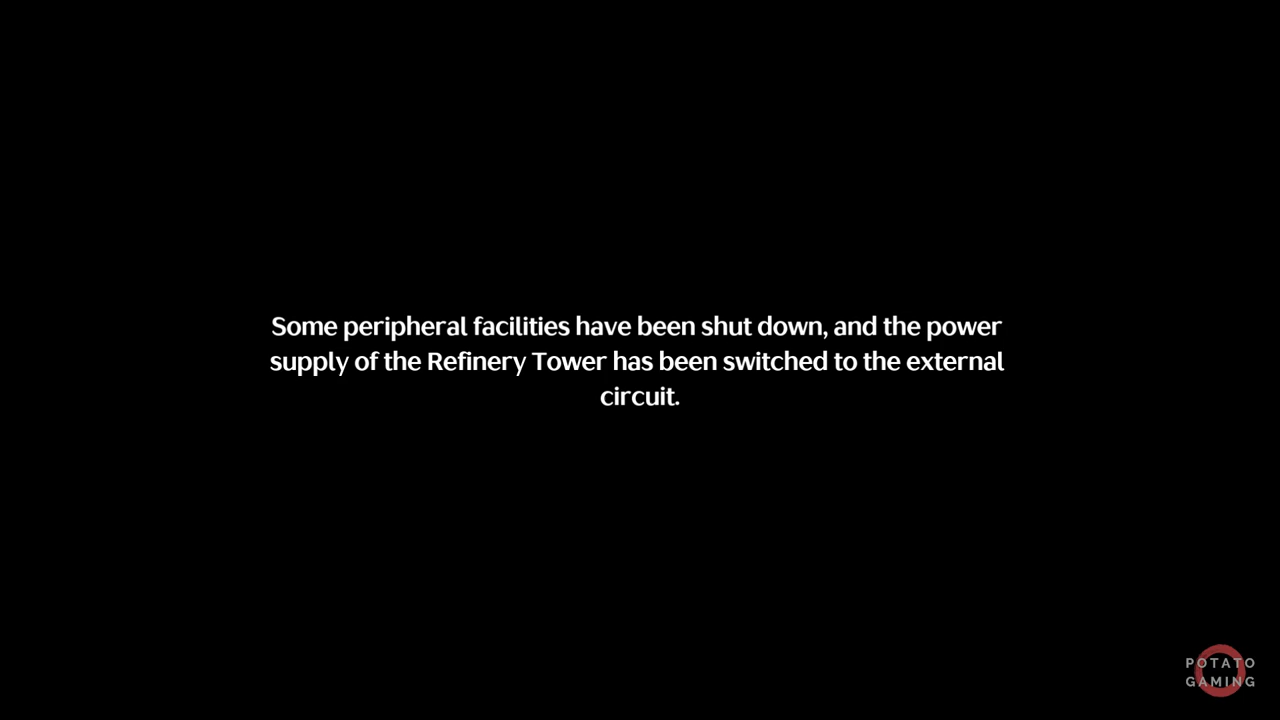 Some peripheral facilities have been shut down, and the power
supply of the Refinery Tower has been switched to the external
circuit.
POTATO
GAMING